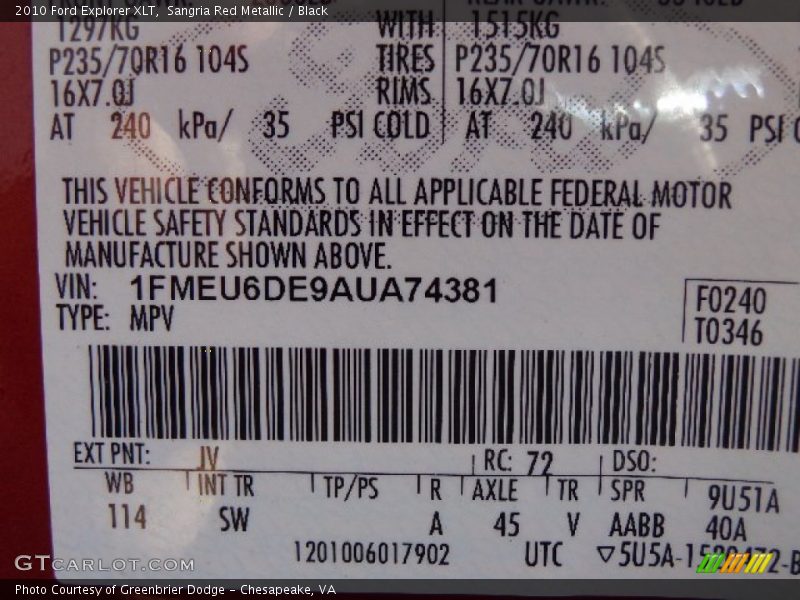 2010 Ford Explorer XLT, Sangria Red Metallic / Black
1297KG WITH 1515KG
P235/70R16 104S TIRES P235/70R16 104S
16X7.0J RIMS 16X7.0J
AT 240 kPa/ 35 PSI COLD AT 240 kPa/ 35 PSI
THIS VEHICLE CONFORMS TO ALL APPLICABLE FEDERAL MOTOR
VEHICLE SAFETY STANDARDS IN EFFECT ON THE DATE OF
MANUFACTURE SHOWN ABOVE.
VIN: 1FMEU6DE9AUA74381
TYPE: MPV
F0240
T0346
EXT PNT: JV RC: 72 DSO:
WB INT TR TP/PS R AXLE TR SPR 9U51A
114 SW A 45 V AABB 40A
1201006017902 UTC ▽5U5A-
GTCARLOT.COM
Photo Courtesy of Greenbrier Dodge - Chesapeake, VA